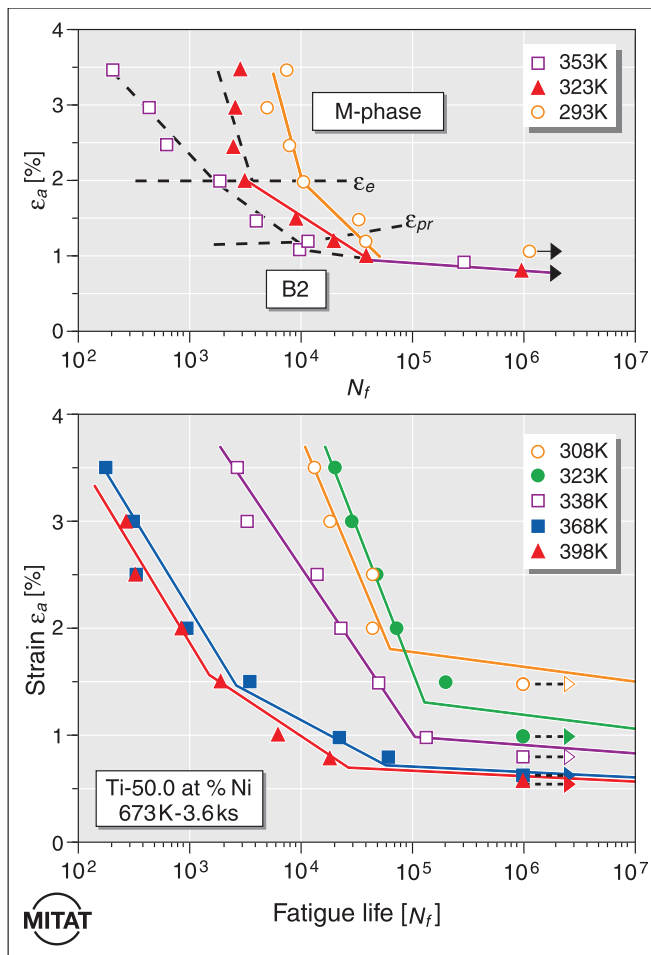 4
3
2
1
0
εa [%]
353K
323K
293K
M-phase
εe
εpr
B2
10² 10³ 10⁴ 10⁵ 10⁶ 10⁷
Nf
4
3
2
1
0
Strain εa [%]
308K
323K
338K
368K
398K
Ti-50.0 at % Ni
673K-3.6ks
10² 10³ 10⁴ 10⁵ 10⁶ 10⁷
Fatigue life [Nf]
MITAT